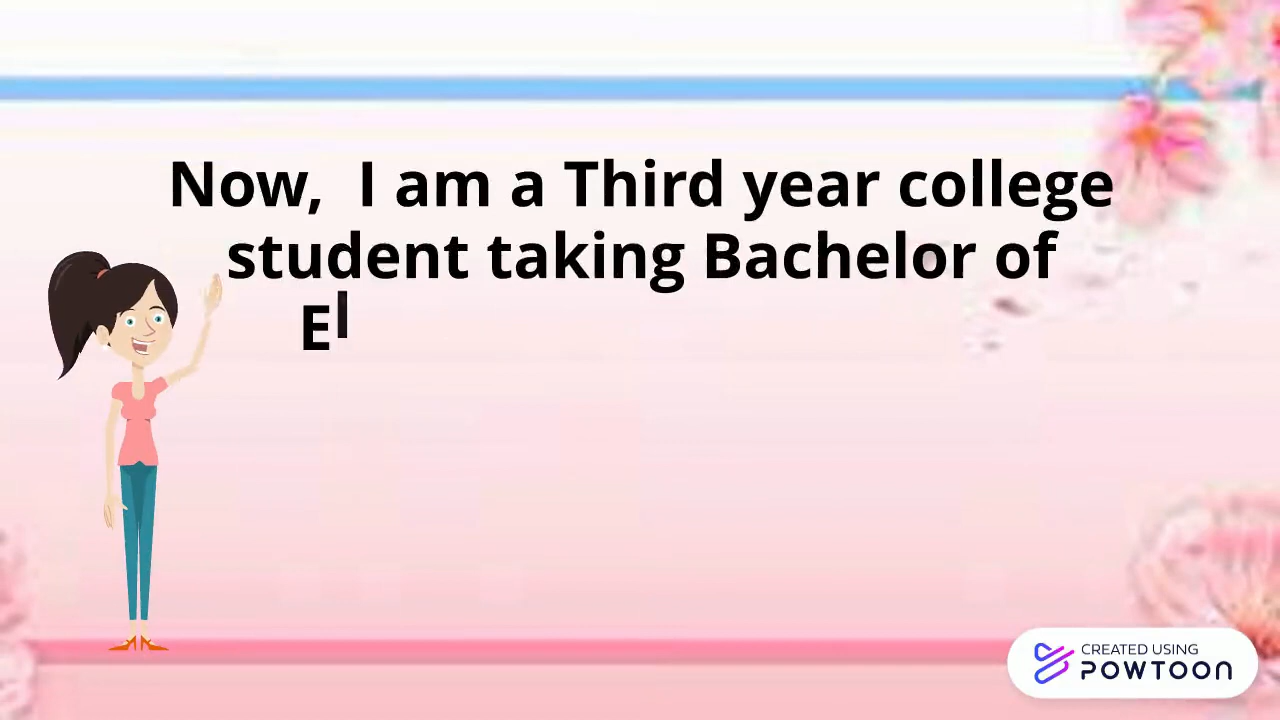 Now,  I am a Third year college
student taking Bachelor of
El
CREATED USING
POWTOON